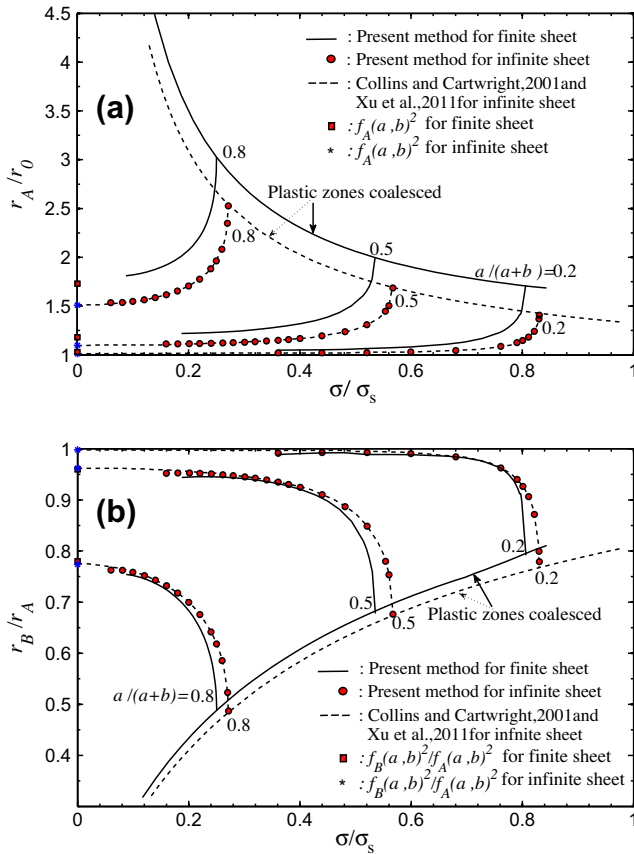 (a)
r_A/r_0
4.5
4
3.5
3
2.5
2
1.5
1
: Present method for finite sheet
: Present method for infinite sheet
: Collins and Cartwright,2001and
Xu et al.,2011for infinite sheet
: f_A(a,b)^2 for finite sheet
: f_A(a,b)^2 for infinite sheet
0.8
Plastic zones coalesced
0.8
0.5
a/(a+b)=0.2
0.5
0.2
0 0.2 0.4 0.6 0.8 1
σ/σ_s
(b)
r_B/r_A
1
0.9
0.8
0.7
0.6
0.5
0.4
0.3
0.2
0.2
Plastic zones coalesced
0.5
0.5
a/(a+b)=0.8
0.8
: Present method for finite sheet
: Present method for infinite sheet
: Collins and Cartwright,2001and
Xu et al.,2011for infnite sheet
: f_B(a,b)^2/f_A(a,b)^2 for finite sheet
: f_B(a,b)^2/f_A(a,b)^2 for infinite sheet
0 0.2 0.4 0.6 0.8 1
σ/σ_s